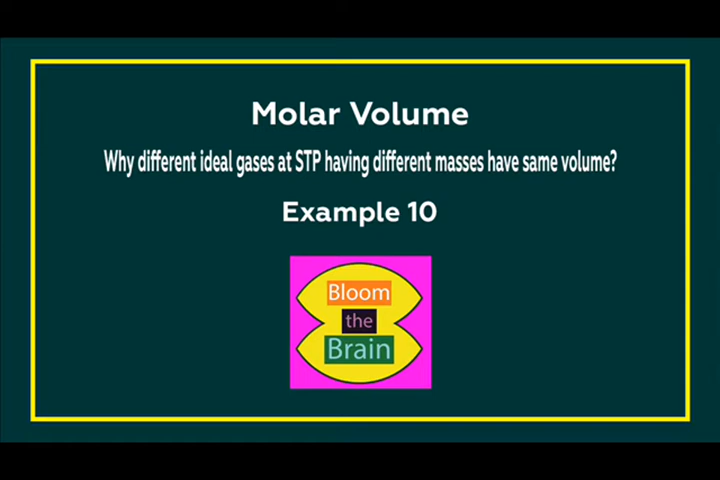 Molar Volume
Why different ideal gases at STP having different masses have same volume?
Example 10
Bloom
the
Brain